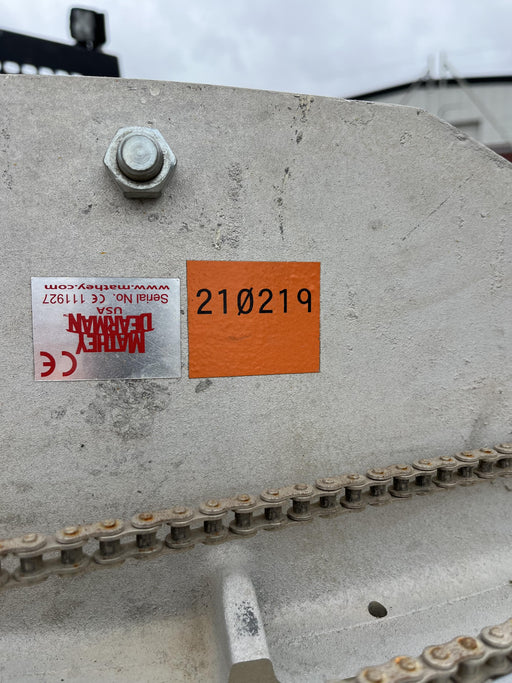 MATHEY
DEARMAN
USA
Serial No. CE 111927
www.mathey.com
CE
210219